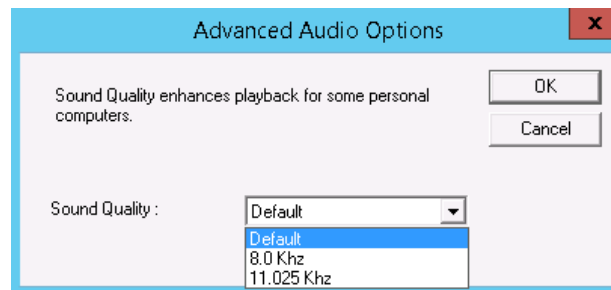 Advanced Audio Options
x
Sound Quality enhances playback for some personal
computers.
OK
Cancel
Sound Quality :
Default
Default
8.0 Khz
11.025 Khz